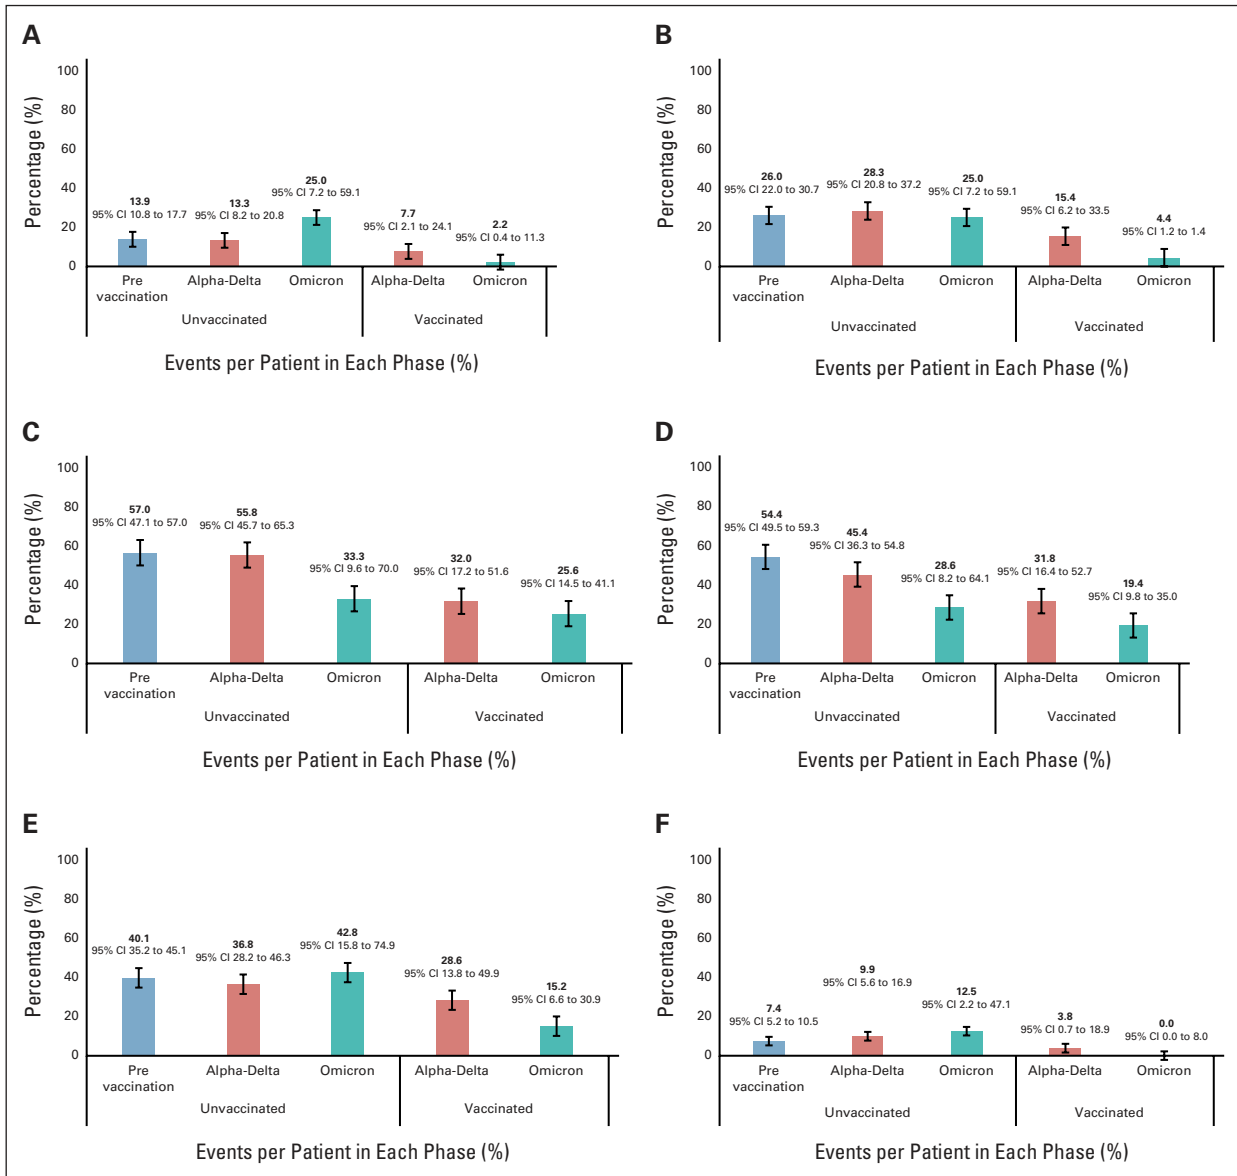 A
Percentage (%)
100
80
60
40
20
0
13.9
95% CI 10.8 to 17.7
13.3
95% CI 8.2 to 20.8
25.0
95% CI 7.2 to 59.1
7.7
95% CI 2.1 to 24.1
2.2
95% CI 0.4 to 11.3
Pre
vaccination
Alpha-Delta
Omicron
Alpha-Delta
Omicron
Unvaccinated
Vaccinated
Events per Patient in Each Phase (%)
B
Percentage (%)
100
80
60
40
20
0
26.0
95% CI 22.0 to 30.7
28.3
95% CI 20.8 to 37.2
25.0
95% CI 7.2 to 59.1
15.4
95% CI 6.2 to 33.5
4.4
95% CI 1.2 to 1.4
Pre
vaccination
Alpha-Delta
Omicron
Alpha-Delta
Omicron
Unvaccinated
Vaccinated
Events per Patient in Each Phase (%)
C
Percentage (%)
100
80
60
40
20
0
57.0
95% CI 47.1 to 57.0
55.8
95% CI 45.7 to 65.3
33.3
95% CI 9.6 to 70.0
32.0
95% CI 17.2 to 51.6
25.6
95% CI 14.5 to 41.1
Pre
vaccination
Alpha-Delta
Omicron
Alpha-Delta
Omicron
Unvaccinated
Vaccinated
Events per Patient in Each Phase (%)
D
Percentage (%)
100
80
60
40
20
0
54.4
95% CI 49.5 to 59.3
45.4
95% CI 36.3 to 54.8
28.6
95% CI 8.2 to 64.1
31.8
95% CI 16.4 to 52.7
19.4
95% CI 9.8 to 35.0
Pre
vaccination
Alpha-Delta
Omicron
Alpha-Delta
Omicron
Unvaccinated
Vaccinated
Events per Patient in Each Phase (%)
E
Percentage (%)
100
80
60
40
20
0
40.1
95% CI 35.2 to 45.1
36.8
95% CI 28.2 to 46.3
42.8
95% CI 15.8 to 74.9
28.6
95% CI 13.8 to 49.9
15.2
95% CI 6.6 to 30.9
Pre
vaccination
Alpha-Delta
Omicron
Alpha-Delta
Omicron
Unvaccinated
Vaccinated
Events per Patient in Each Phase (%)
F
Percentage (%)
100
80
60
40
20
0
7.4
95% CI 5.2 to 10.5
9.9
95% CI 5.6 to 16.9
12.5
95% CI 2.2 to 47.1
3.8
95% CI 0.7 to 18.9
0.0
95% CI 0.0 to 8.0
Pre
vaccination
Alpha-Delta
Omicron
Alpha-Delta
Omicron
Unvaccinated
Vaccinated
Events per Patient in Each Phase (%)